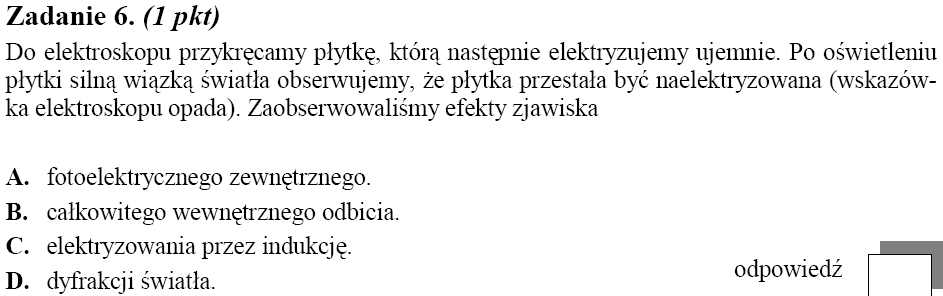 Zadanie 6. (1 pkt)
Do elektroskopu przykręcamy płytkę, którą następnie elektryzujemy ujemnie. Po oświetleniu
płytki silną wiązką światła obserwujemy, że płytka przestała być naelektryzowana (wskazów-
ka elektroskopu opada). Zaobserwowaliśmy efekty zjawiska
A. fotoelektrycznego zewnętrznego.
B. całkowitego wewnętrznego odbicia.
C. elektryzowania przez indukcję.
D. dyfrakcji światła.
odpowiedź